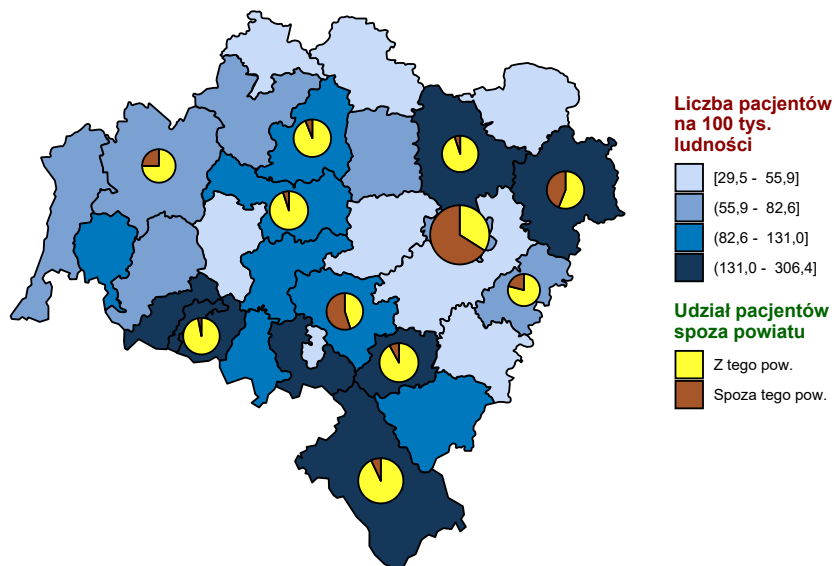 Liczba pacjentów
na 100 tys.
ludności
[29,5 - 55,9]
(55,9 - 82,6]
(82,6 - 131,0]
(131,0 - 306,4]
Udział pacjentów
spoza powiatu
Z tego pow.
Spoza tego pow.